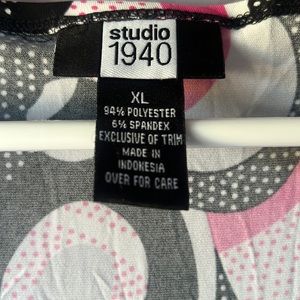 studio
1940
XL
94% POLYESTER
6% SPANDEX
EXCLUSIVE OF TRIM
MADE IN
INDONESIA
OVER FOR CARE